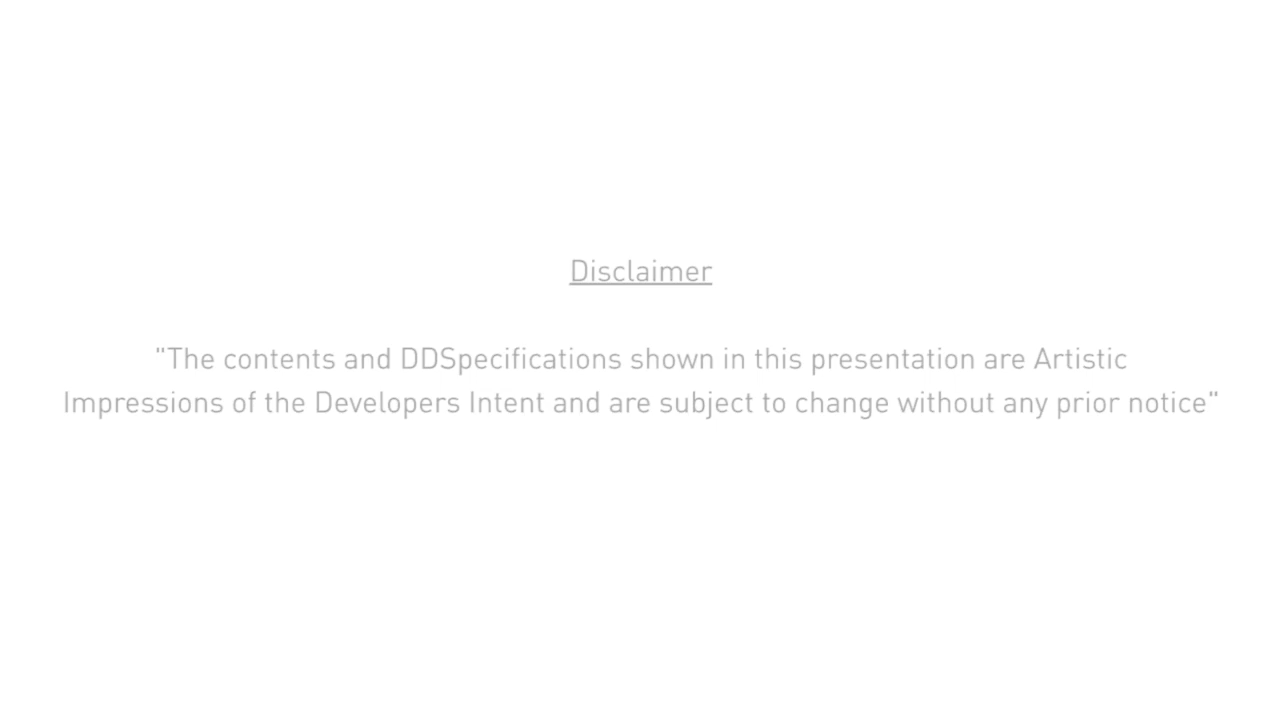 Disclaimer
"The contents and DDSpecifications shown in this presentation are Artistic
Impressions of the Developers Intent and are subject to change without any prior notice"